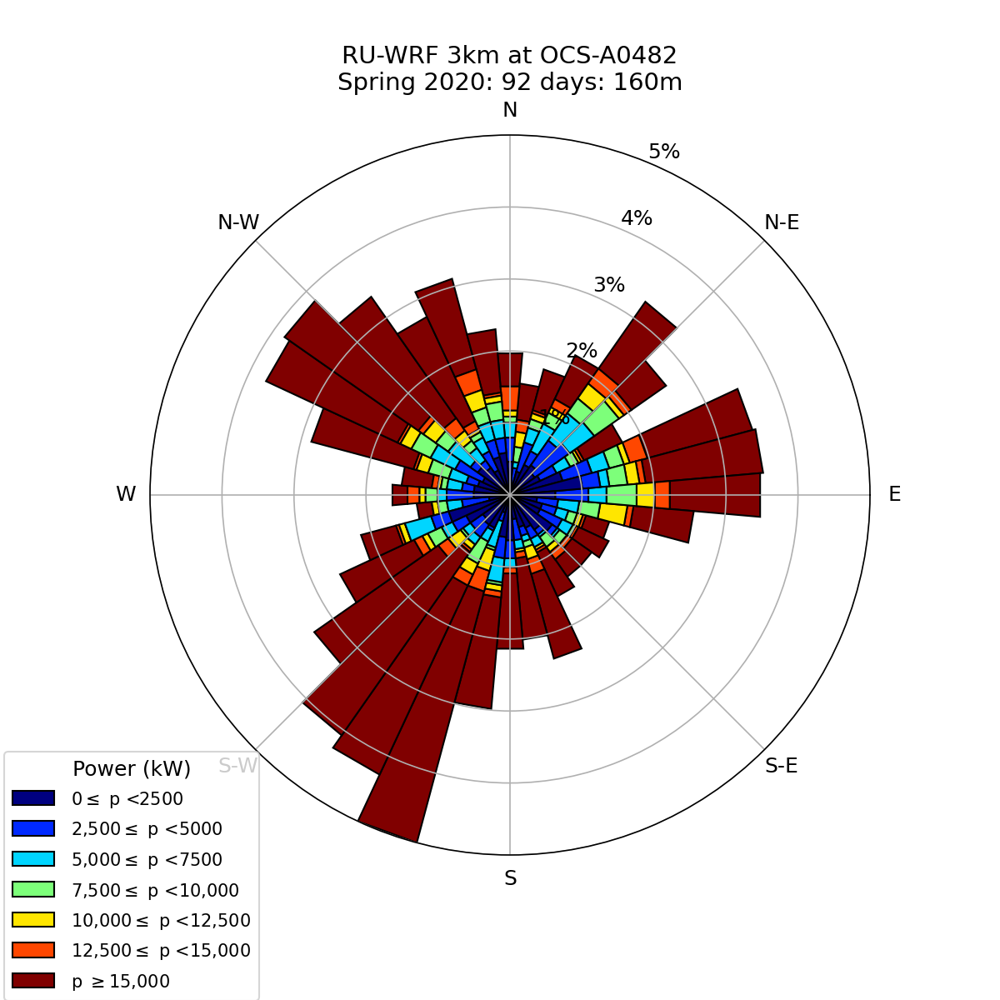 RU-WRF 3km at OCS-A0482
Spring 2020: 92 days: 160m
N
5%
N-W
4%
N-E
3%
2%
1%
W
E
S-W
S-E
S
Power (kW)
0≤ p <2500
2,500≤ p <5000
5,000≤ p <7500
7,500≤ p <10,000
10,000≤ p <12,500
12,500≤ p <15,000
p ≥15,000